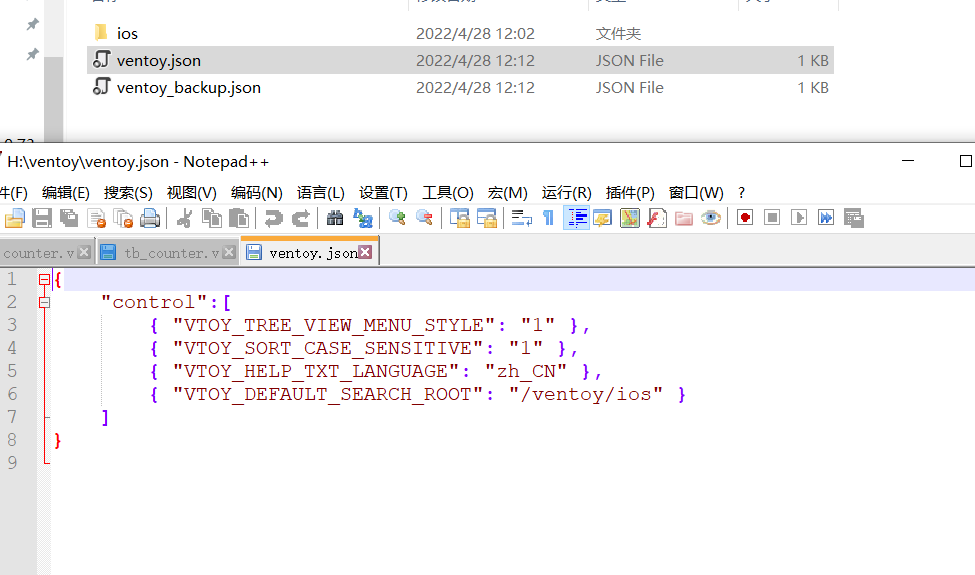 ios 2022/4/28 12:02 文件夹
ventoy.json 2022/4/28 12:12 JSON File 1 KB
ventoy_backup.json 2022/4/28 12:12 JSON File 1 KB
H:\ventoy\ventoy.json - Notepad++
件(F) 编辑(E) 搜索(S) 视图(V) 编码(N) 语言(L) 设置(T) 工具(O) 宏(M) 运行(R) 插件(P) 窗口(W) ?
counter.v tb_counter.v ventoy.json
1 {
2 "control":[
3 { "VTOY_TREE_VIEW_MENU_STYLE": "1" },
4 { "VTOY_SORT_CASE_SENSITIVE": "1" },
5 { "VTOY_HELP_TXT_LANGUAGE": "zh_CN" },
6 { "VTOY_DEFAULT_SEARCH_ROOT": "/ventoy/ios" }
7 ]
8 }
9